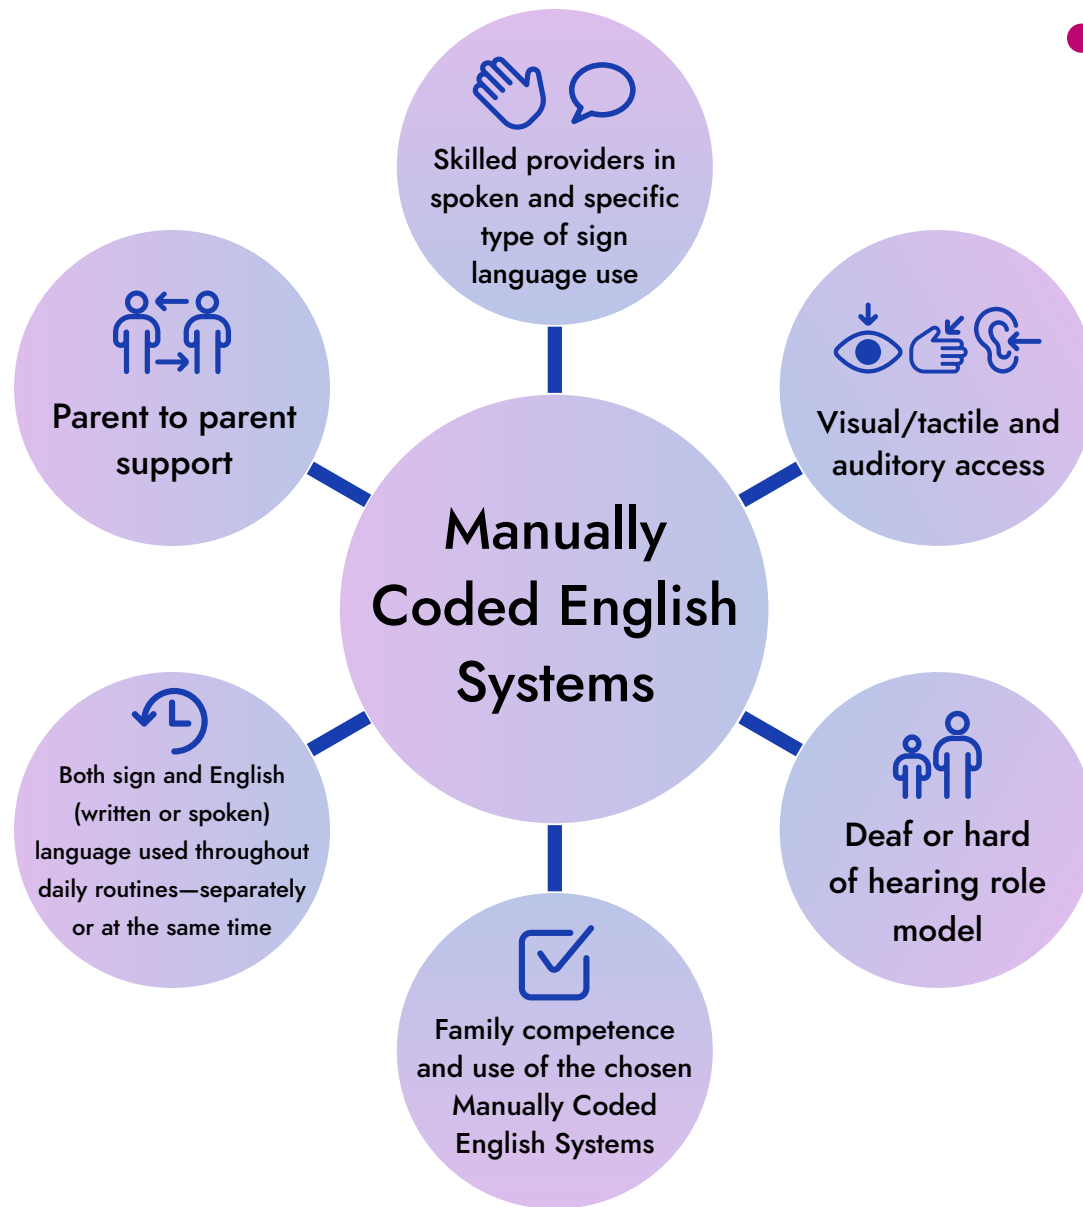 Skilled providers in
spoken and specific
type of sign
language use
Parent to parent
support
Visual/tactile and
auditory access
Manually
Coded English
Systems
Both sign and English
(written or spoken)
language used throughout
daily routines—separately
or at the same time
Deaf or hard
of hearing role
model
Family competence
and use of the chosen
Manually Coded
English Systems